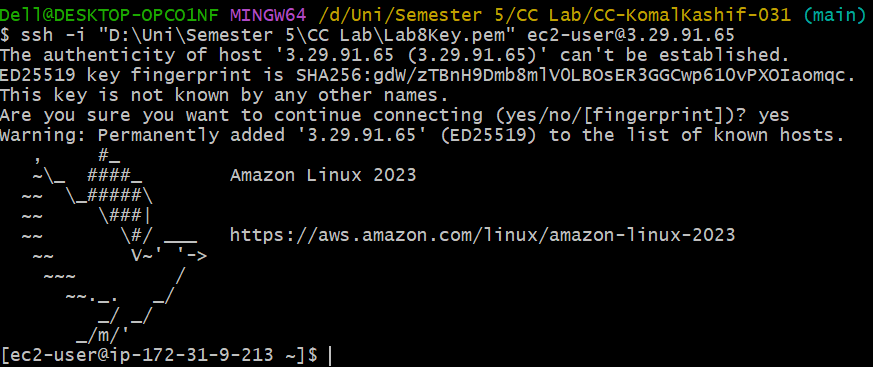 Dell@DESKTOP-OPCO1NF MINGW64 /d/Uni/Semester 5/CC Lab/CC-KomalKashif-031 (main)
$ ssh -i "D:\Uni\Semester 5\CC Lab\Lab8Key.pem" ec2-user@3.29.91.65
The authenticity of host '3.29.91.65 (3.29.91.65)' can't be established.
ED25519 key fingerprint is SHA256:gdW/zTBnH9Dmb8mlV0LBOsER3GGCwp61OvPXOIaomqc.
This key is not known by any other names.
Are you sure you want to continue connecting (yes/no/[fingerprint])? yes
Warning: Permanently added '3.29.91.65' (ED25519) to the list of known hosts.
   ,     #_
   ~\_  ####_        Amazon Linux 2023
  ~~  \_#####\
  ~~     \###|
  ~~       \#/ ___   https://aws.amazon.com/linux/amazon-linux-2023
   ~~       V~' '->
    ~~~         /
      ~~._.   _/
         _/ _/
       _/m/'
[ec2-user@ip-172-31-9-213 ~]$